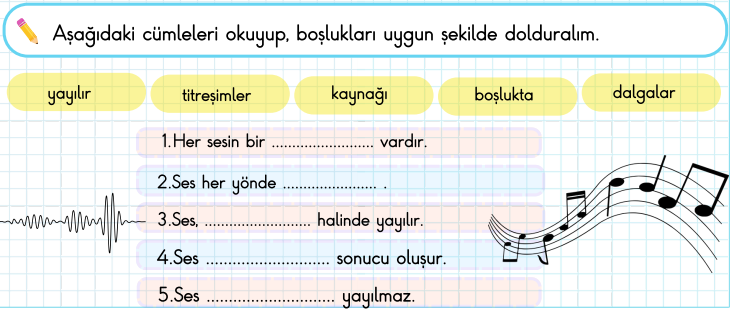 Aşağıdaki cümleleri okuyup, boşlukları uygun şekilde dolduralım.
yayılır titreşimler kaynağı boşlukta dalgalar
1.Her sesin bir ......................... vardır.
2.Ses her yönde ....................... .
3.Ses, .......................... halinde yayılır.
4.Ses .............................. sonucu oluşur.
5.Ses ............................... yayılmaz.